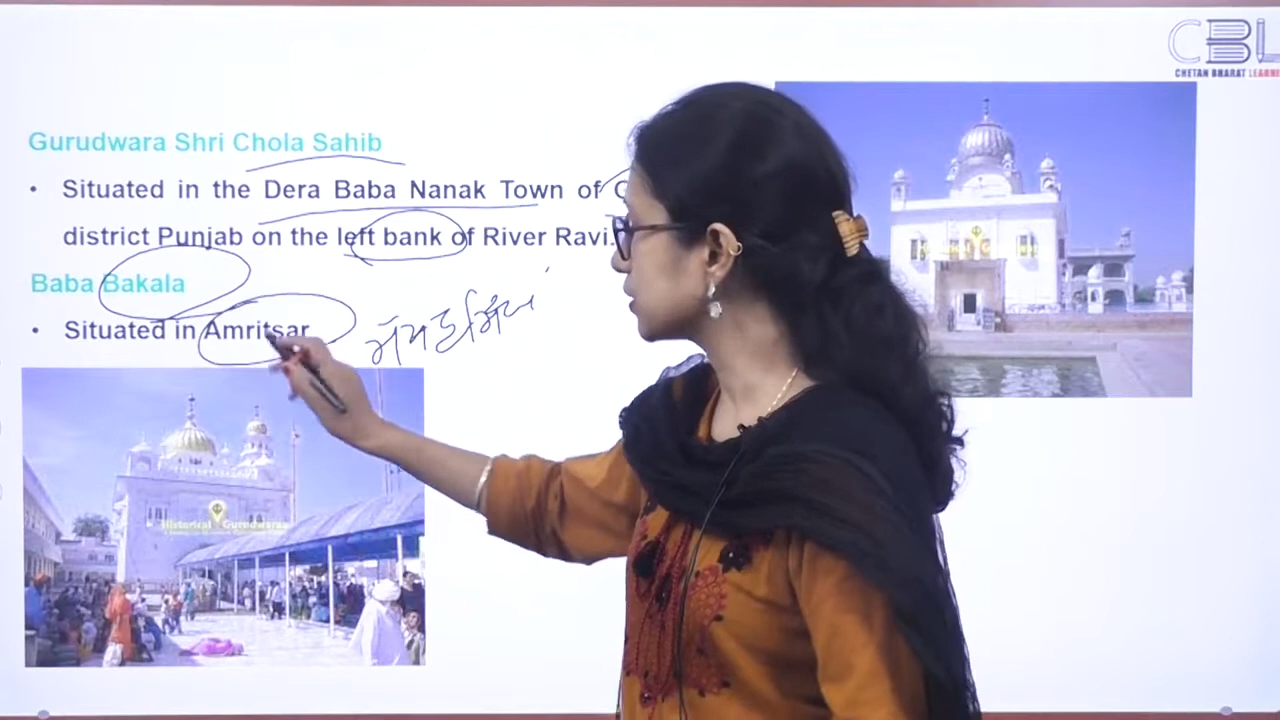 CBL
CHETAN BHARAT LEARNI
Gurudwara Shri Chola Sahib
• Situated in the Dera Baba Nanak Town of G
district Punjab on the left bank of River Ravi.
Baba Bakala
• Situated in Amritsar
Historical Gurudwaras